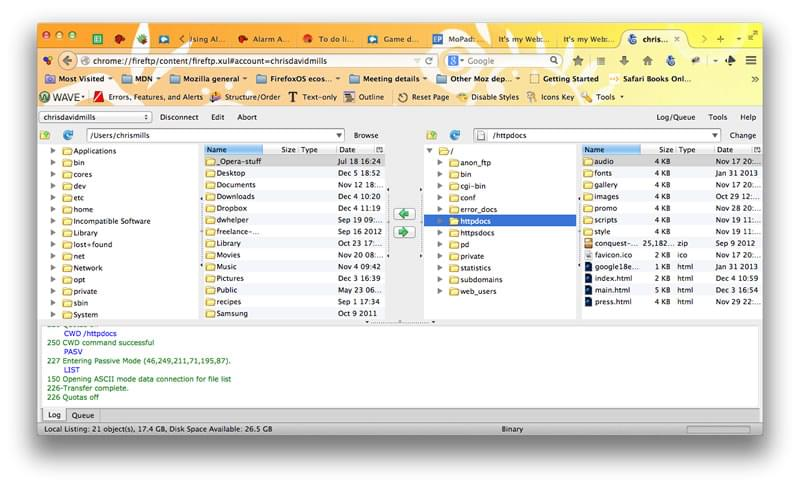 Using Al...
Alarm A...
To do li...
Game d...
MoPad:...
It's my Web:...
It's my Web:...
chris...
chrome://fireftp/content/fireftp.xul#account=chrisdavidmills
Google
Most Visited MDN Mozilla general FirefoxOS ecos... Meeting details Other Moz dep... Getting Started Safari Books Onl...
WAVE Errors, Features, and Alerts Structure/Order Text-only Outline Reset Page Disable Styles Icons Key Tools
chrisdavidmills Disconnect Edit Abort Log/Queue Tools Help
/Users/chrismills Browse
/httpdocs Change
Applications
bin
cores
dev
etc
home
Incompatible Software
Library
lost+found
net
Network
opt
private
sbin
System
Name Size Type Date
_Opera-stuff Jul 18 16:24
Desktop Dec 5 18:52
Documents Nov 12 18:...
Downloads Dec 4 10:20
Dropbox Dec 4 11:19
dwhelper Sep 19 09:...
freelance-... Sep 16 2012
Library Oct 23 17:...
Movies Nov 20 08:...
Music Nov 4 09:42
Pictures Dec 3 16:39
Public May 23 06...
recipes Sep 1 17:34
Samsung Oct 9 2011
/
anon_ftp
bin
cgi-bin
conf
error_docs
httpdocs
httpsdocs
pd
private
statistics
subdomains
web_users
Name Size Type Date
audio 4 KB Nov 17 20:...
fonts 4 KB Jan 31 2013
gallery 4 KB Nov 17 20:...
images 4 KB Oct 29 12:...
promo 4 KB Nov 28 20:...
scripts 4 KB Nov 19 11:...
style 4 KB Nov 19 11:...
conquest-... 25,182... zip Sep 9 2012
favicon.ico 2 KB ico Nov 17 20:...
google18e... 1 KB html Jan 31 2013
index.html 2 KB html Dec 4 10:59
main.html 5 KB html Dec 3 16:54
press.html 4 KB html Nov 29 22:...
CWD /httpdocs
250 CWD command successful
PASV
227 Entering Passive Mode (46,249,211,71,195,87).
LIST
150 Opening ASCII mode data connection for file list
226-Transfer complete.
226 Quotas off
Log Queue
Local Listing: 21 object(s), 17.4 GB, Disk Space Available: 26.5 GB Binary